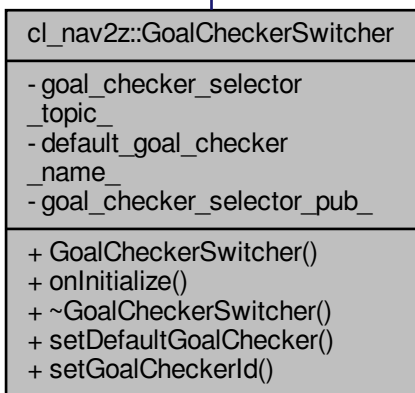 cl_nav2z::GoalCheckerSwitcher
- goal_checker_selector
_topic_
- default_goal_checker
_name_
- goal_checker_selector_pub_
+ GoalCheckerSwitcher()
+ onInitialize()
+ ~GoalCheckerSwitcher()
+ setDefaultGoalChecker()
+ setGoalCheckerId()